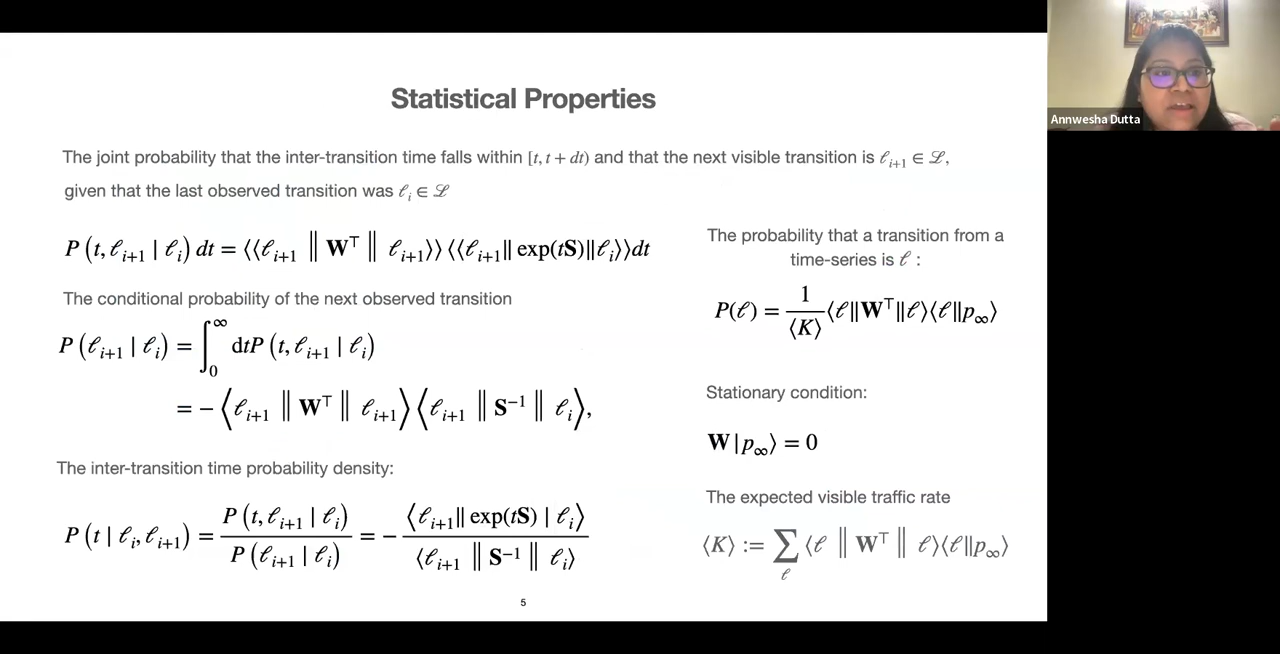 Statistical Properties
The joint probability that the inter-transition time falls within [t, t + dt) and that the next visible transition is ℓ_{i+1} ∈ ℒ,
given that the last observed transition was ℓ_i ∈ ℒ
P(t, ℓ_{i+1} | ℓ_i) dt = ⟨⟨ℓ_{i+1} ‖ W^⊤ ‖ ℓ_{i+1}⟩⟩ ⟨⟨ℓ_{i+1}‖ exp(tS)‖ℓ_i⟩⟩dt
The conditional probability of the next observed transition
P(ℓ_{i+1} | ℓ_i) = ∫_0^∞ dtP(t, ℓ_{i+1} | ℓ_i)
= − ⟨ℓ_{i+1} ‖ W^⊤ ‖ ℓ_{i+1}⟩ ⟨ℓ_{i+1} ‖ S^{−1} ‖ ℓ_i⟩,
The inter-transition time probability density:
P(t | ℓ_i, ℓ_{i+1}) = P(t, ℓ_{i+1} | ℓ_i) / P(ℓ_{i+1} | ℓ_i) = − ⟨ℓ_{i+1}‖ exp(tS) | ℓ_i⟩ / ⟨ℓ_{i+1} ‖ S^{−1} ‖ ℓ_i⟩
The probability that a transition from a
time-series is ℓ :
P(ℓ) = 1/⟨K⟩ ⟨ℓ‖W^⊤‖ℓ⟩⟨ℓ‖p_∞⟩
Stationary condition:
W|p_∞⟩ = 0
The expected visible traffic rate
⟨K⟩ := ∑_ℓ ⟨ℓ ‖ W^⊤ ‖ ℓ⟩⟨ℓ‖p_∞⟩
5
Annwesha Dutta